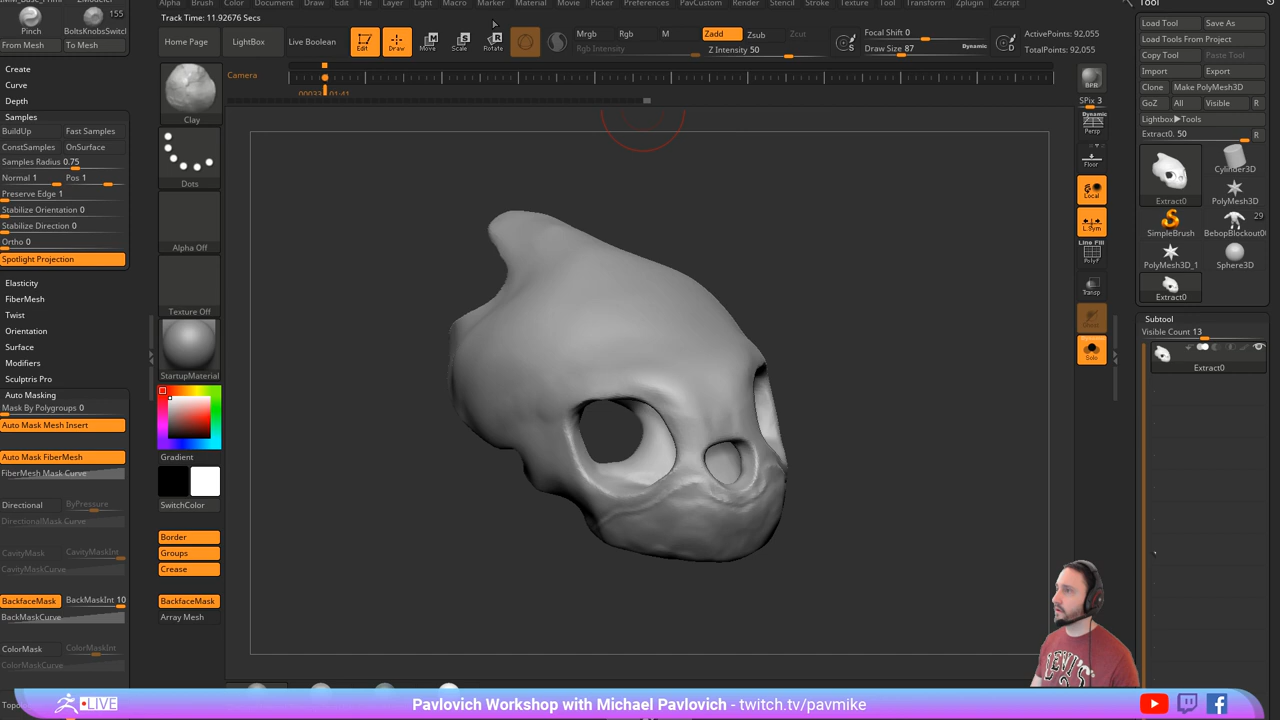 Alpha Brush Color Document Draw Edit File Layer Light Macro Marker Material Movie Picker Preferences PavCustom Render Stencil Stroke Texture Tool Transform Zplugin Zscript
Track Time: 11.92676 Secs
Pinch
155
BoltsKnobsSwitcl
From Mesh
To Mesh
Create
Curve
Depth
Samples
BuildUp
Fast Samples
ConstSamples
OnSurface
Samples Radius 0.75
Normal 1
Pos 1
Preserve Edge 1
Stabilize Orientation 0
Stabilize Direction 0
Ortho 0
Spotlight Projection
Elasticity
FiberMesh
Twist
Orientation
Surface
Modifiers
Sculptris Pro
Auto Masking
Mask By Polygroups 0
Auto Mask Mesh Insert
Auto Mask FiberMesh
FiberMesh Mask Curve
Directional
ByPressure
DirectionalMask Curve
CavityMask
CavityMaskInt
CavityMaskCurve
BackfaceMask
BackMaskInt 10
BackMaskCurve
ColorMask
ColorMaskInt
ColorMaskCurve
Home Page
LightBox
Live Boolean
Edit
Draw
Move
Scale
Rotate
Mrgb
Rgb
M
Rgb Intensity
Zadd
Zsub
Zcut
Z Intensity 50
S
Focal Shift 0
Draw Size 87
Dynamic
D
ActivePoints: 92,055
TotalPoints: 92,055
Camera
Clay
Dots
Alpha Off
Texture Off
StartupMaterial
Gradient
SwitchColor
Border
Groups
Crease
BackfaceMask
Array Mesh
BPR
SPix 3
Dynamic
Persp
Floor
Local
L.Sym
Line Fill
PolyF
Transp
Solo
Tool
Load Tool
Save As
Load Tools From Project
Copy Tool
Paste Tool
Import
Export
Clone
Make PolyMesh3D
GoZ
All
Visible
R
Lightbox▶Tools
Extract0. 50
R
Extract0
Cylinder3D
PolyMesh3D
SimpleBrush
29
BebopBlockout0
PolyMesh3D_1
Sphere3D
Extract0
Subtool
Visible Count 13
Extract0
LEVI'S
LIVE
Pavlovich Workshop with Michael Pavlovich - twitch.tv/pavmike